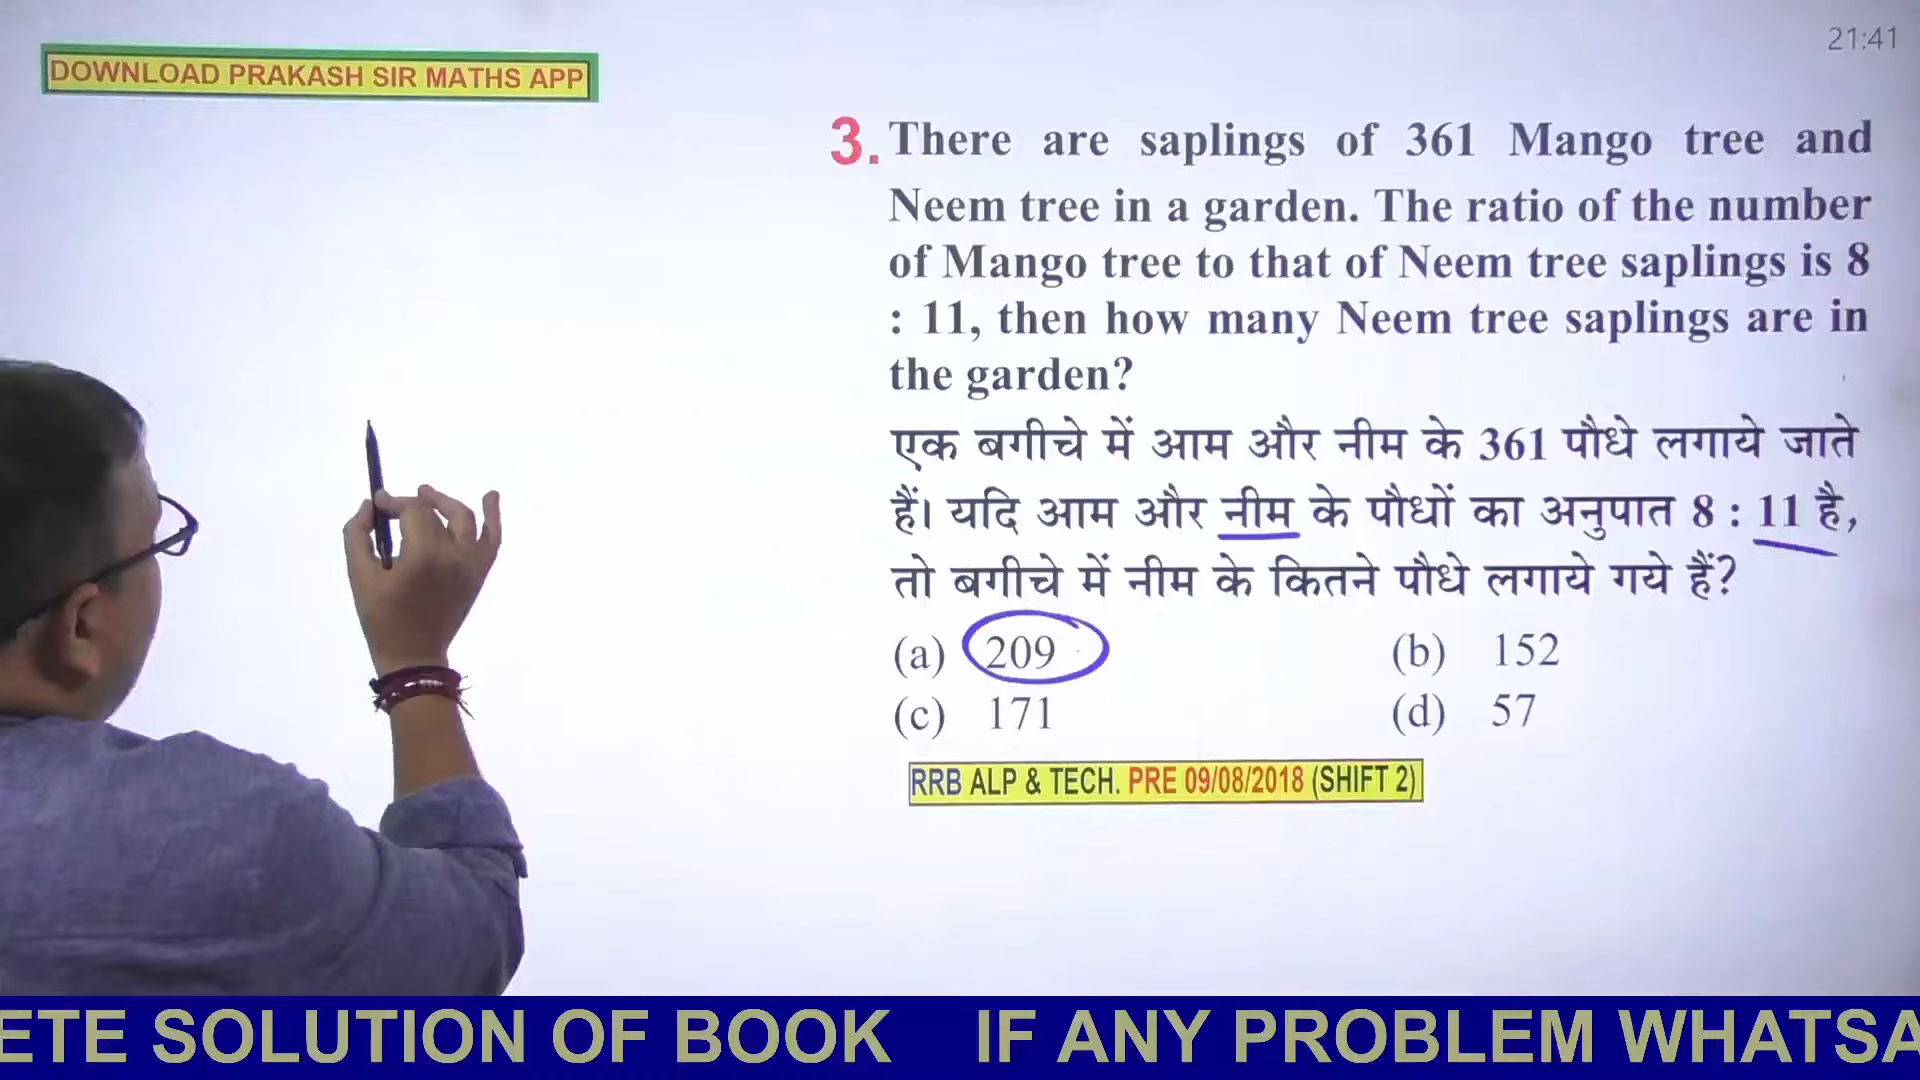 21:41
DOWNLOAD PRAKASH SIR MATHS APP
3. There are saplings of 361 Mango tree and
Neem tree in a garden. The ratio of the number
of Mango tree to that of Neem tree saplings is 8
: 11, then how many Neem tree saplings are in
the garden?
एक बगीचे में आम और नीम के 361 पौधे लगाये जाते
हैं। यदि आम और नीम के पौधों का अनुपात 8 : 11 है,
तो बगीचे में नीम के कितने पौधे लगाये गये हैं?
(a) 209 (b) 152
(c) 171 (d) 57
RRB ALP & TECH. PRE 09/08/2018 (SHIFT 2)
ETE SOLUTION OF BOOK IF ANY PROBLEM WHATSA